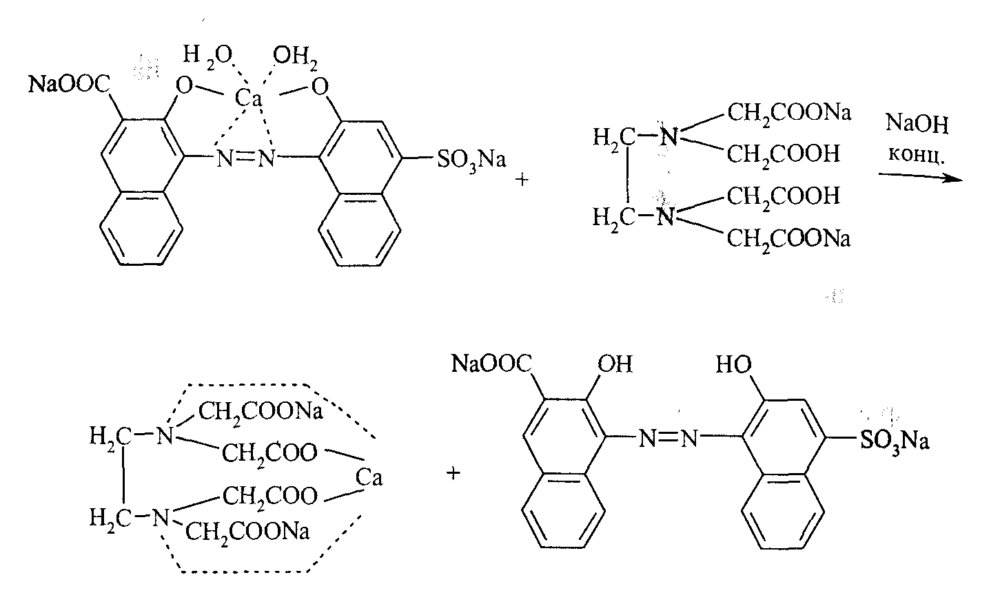 H₂O OH₂
NaOOC O Ca O
CH₂COONa
H₂C N
NaOH
CH₂COOH
конц.
N=N SO₃Na +
CH₂COOH
H₂C N
CH₂COONa
NaOOC OH HO
CH₂COONa
H₂C N
CH₂COO
N=N SO₃Na
Ca +
CH₂COO
H₂C N
CH₂COONa